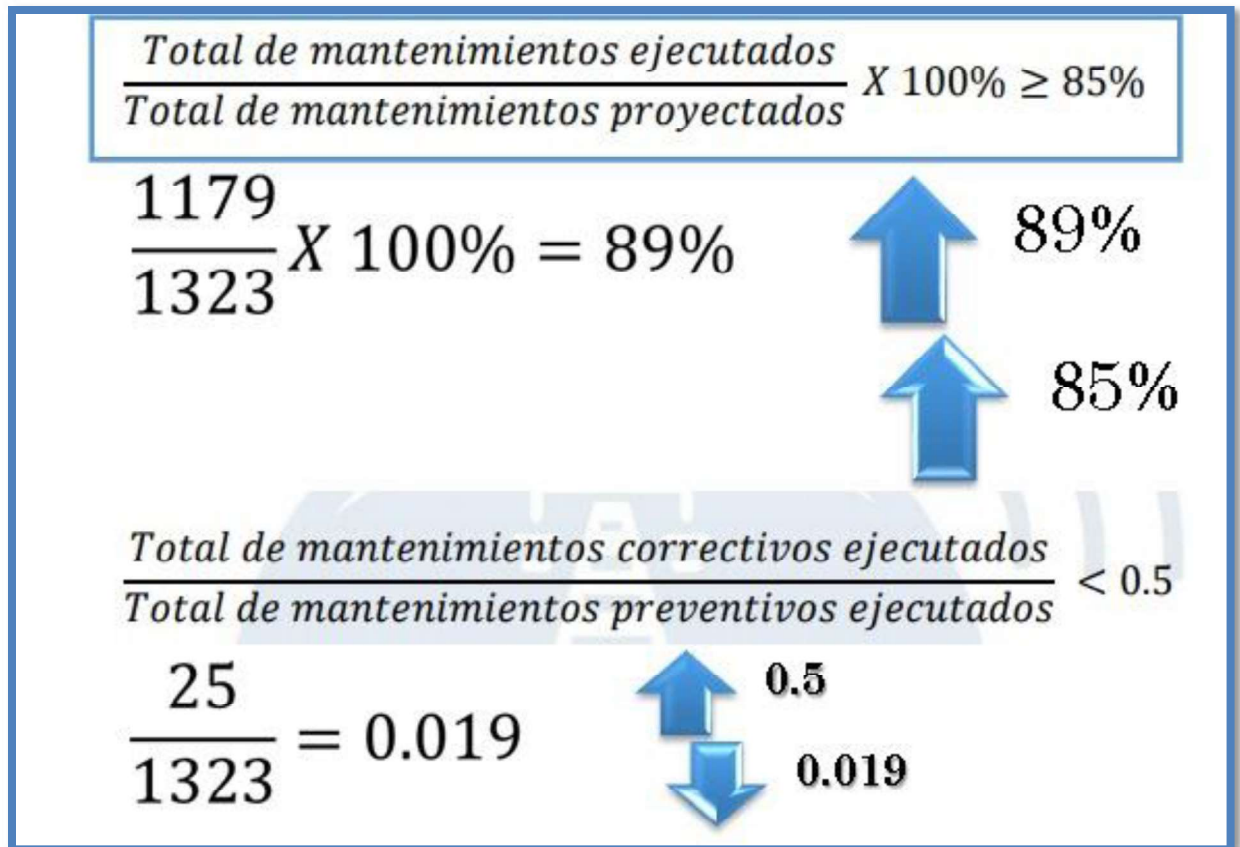 Total de mantenimientos ejecutados
Total de mantenimientos proyectados
X 100% ≥ 85%
1179
1323
X 100% = 89%
89%
85%
Total de mantenimientos correctivos ejecutados
Total de mantenimientos preventivos ejecutados
< 0.5
25
1323
= 0.019
0.5
0.019